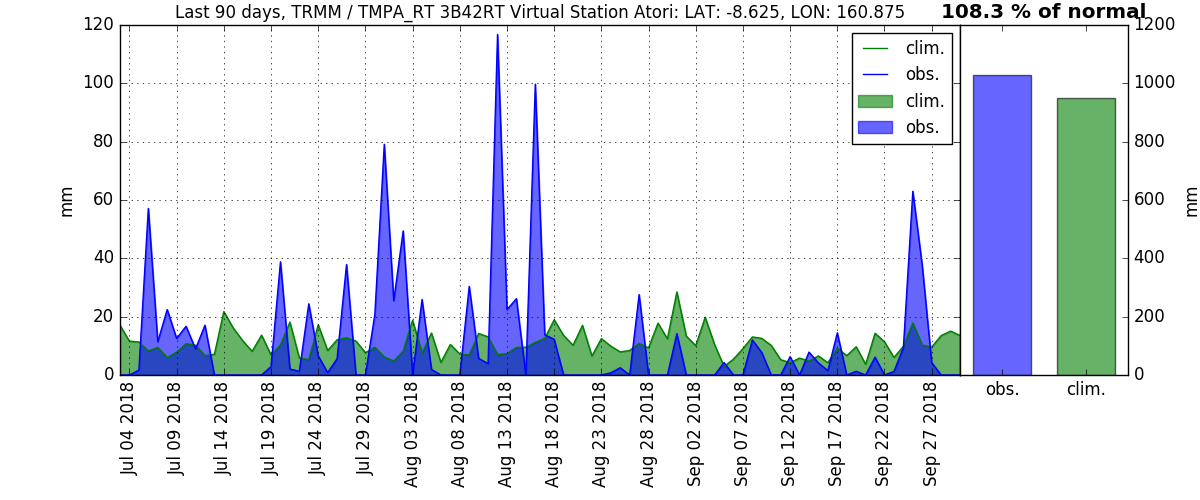 Last 90 days, TRMM / TMPA_RT 3B42RT Virtual Station Atori: LAT: -8.625, LON: 160.875
108.3 % of normal
120
100
80
60
40
20
0
mm
clim.
obs.
clim.
obs.
1200
1000
800
600
400
200
0
mm
Jul 04 2018
Jul 09 2018
Jul 14 2018
Jul 19 2018
Jul 24 2018
Jul 29 2018
Aug 03 2018
Aug 08 2018
Aug 13 2018
Aug 18 2018
Aug 23 2018
Aug 28 2018
Sep 02 2018
Sep 07 2018
Sep 12 2018
Sep 17 2018
Sep 22 2018
Sep 27 2018
obs.
clim.